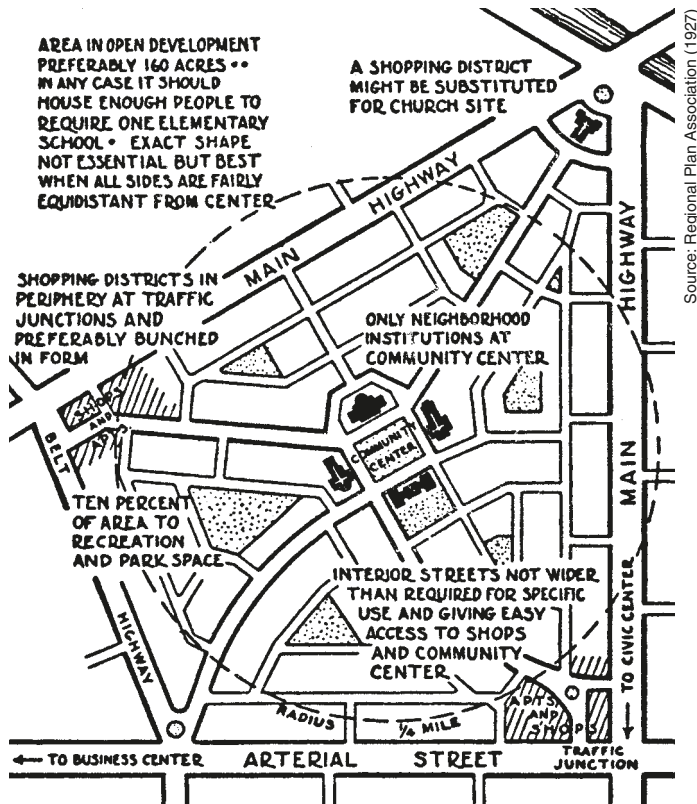 AREA IN OPEN DEVELOPMENT
PREFERABLY 160 ACRES ••
IN ANY CASE IT SHOULD
HOUSE ENOUGH PEOPLE TO
REQUIRE ONE ELEMENTARY
SCHOOL • EXACT SHAPE
NOT ESSENTIAL BUT BEST
WHEN ALL SIDES ARE FAIRLY
EQUIDISTANT FROM CENTER
A SHOPPING DISTRICT
MIGHT BE SUBSTITUTED
FOR CHURCH SITE
Source: Regional Plan Association (1927)
MAIN HIGHWAY
HIGHWAY
MAIN
SHOPPING DISTRICTS IN
PERIPHERY AT TRAFFIC
JUNCTIONS AND
PREFERABLY BUNCHED
IN FORM
ONLY NEIGHBORHOOD
INSTITUTIONS AT
COMMUNITY CENTER
SHOPS
AND
APTS
BELT
HIGHWAY
COMMUNITY
CENTER
TEN PERCENT
OF AREA TO
RECREATION
AND PARK SPACE
INTERIOR STREETS NOT WIDER
THAN REQUIRED FOR SPECIFIC
USE AND GIVING EASY
ACCESS TO SHOPS
AND COMMUNITY
CENTER
TO CIVIC CENTER
RADIUS ¼ MILE
APTS
AND
SHOPS
TRAFFIC
JUNCTION
TO BUSINESS CENTER
ARTERIAL STREET